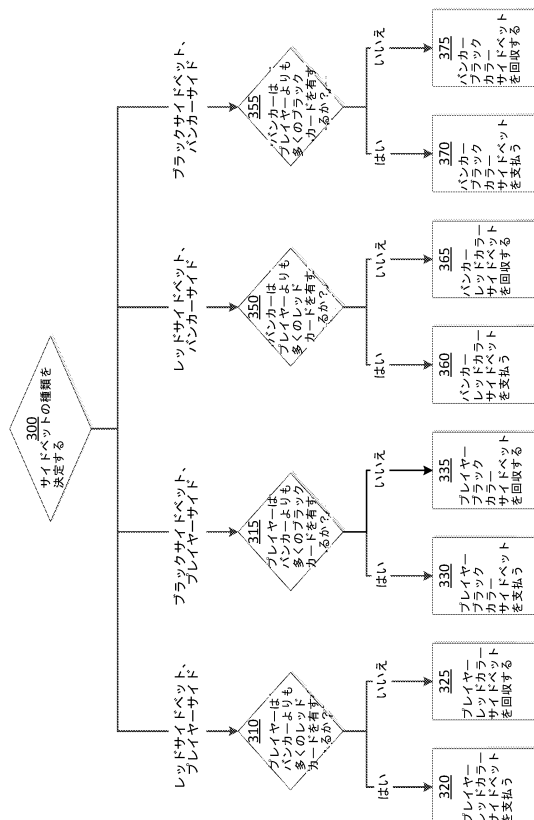 300
サイドベットの種類を
決定する
レッドサイドベット、
プレイヤーサイド
ブラックサイドベット、
プレイヤーサイド
レッドサイドベット、
バンカーサイド
ブラックサイドベット、
バンカーサイド
310
プレイヤーは
バンカーよりも
多くのレッド
カードを有す
るか?
315
プレイヤーは
バンカーよりも
多くのブラック
カードを有す
るか?
350
バンカーは
プレイヤーよりも
多くのレッド
カードを有す
るか?
355
バンカーは
プレイヤーよりも
多くのブラック
カードを有す
るか?
はい
いいえ
はい
いいえ
はい
いいえ
はい
いいえ
320
プレイヤー
レッドカラー
サイドベット
を支払う
325
プレイヤー
レッドカラー
サイドベット
を回収する
330
プレイヤー
ブラック
カラー
サイドベット
を支払う
335
プレイヤー
ブラック
カラー
サイドベット
を回収する
360
バンカー
レッドカラー
サイドベット
を支払う
365
バンカー
レッドカラー
サイドベット
を回収する
370
バンカー
ブラック
カラー
サイドベット
を支払う
375
バンカー
ブラック
カラー
サイドベット
を回収する